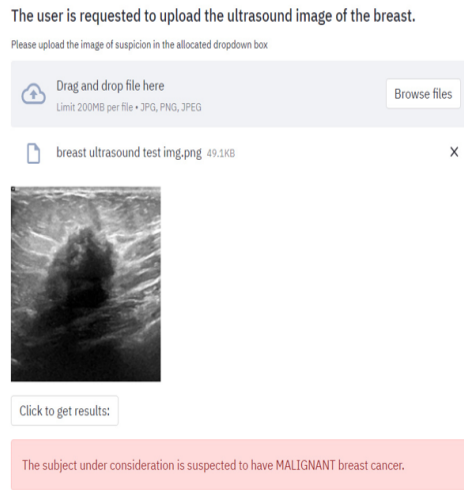 The user is requested to upload the ultrasound image of the breast.
Please upload the image of suspicion in the allocated dropdown box
Drag and drop file here
Limit 200MB per file • JPG, PNG, JPEG
Browse files
breast ultrasound test img.png 49.1KB
X
Click to get results:
The subject under consideration is suspected to have MALIGNANT breast cancer.